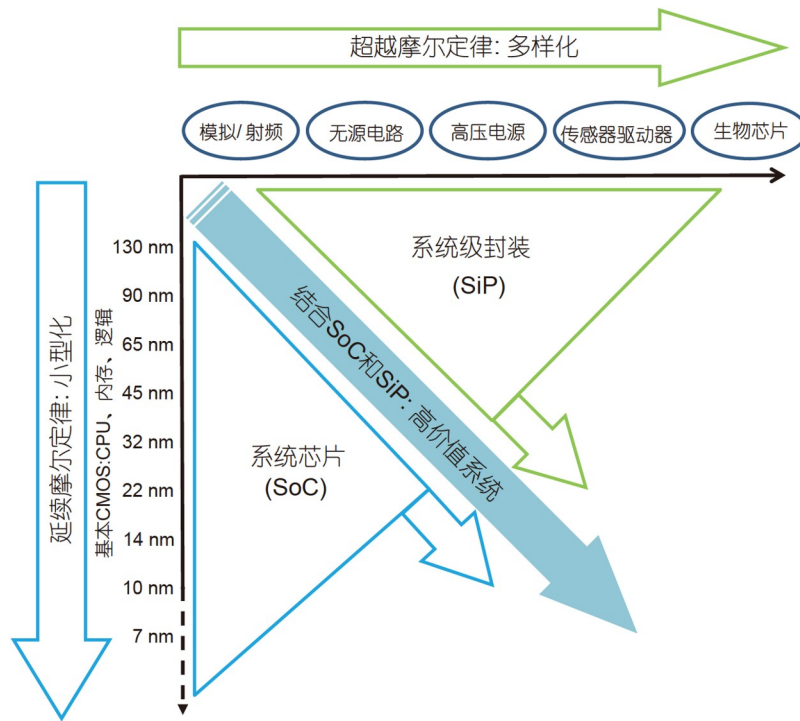 超越摩尔定律: 多样化
模拟/ 射频
无源电路
高压电源
传感器驱动器
生物芯片
延续摩尔定律: 小型化
基本CMOS:CPU、内存、逻辑
130 nm
90 nm
65 nm
45 nm
32 nm
22 nm
14 nm
10 nm
7 nm
系统级封装
(SiP)
结合SoC和SiP: 高价值系统
系统芯片
(SoC)